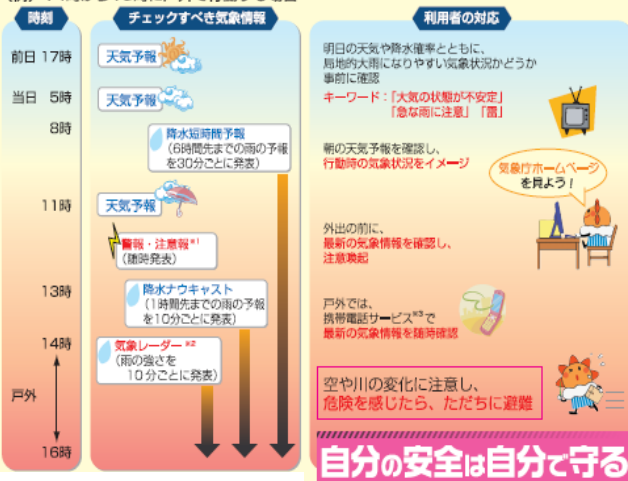 時刻
チェックすべき気象情報
利用者の対応
前日 17時
天気予報
明日の天気や降水確率とともに、
局地的大雨になりやすい気象状況かどうか
事前に確認
キーワード:「大気の状態が不安定」
「急な雨に注意」「雷」
当日 5時
天気予報
8時
降水短時間予報
(6時間先までの雨の予報
を30分ごとに発表)
朝の天気予報を確認し、
行動時の気象状況をイメージ
気象庁ホームページ
を見よう!
11時
天気予報
警報・注意報※1
(随時発表)
外出の前に、
最新の気象情報を確認し、
注意喚起
13時
降水ナウキャスト
(1時間先までの雨の予報
を10分ごとに発表)
戸外では、
携帯電話サービス※3で
最新の気象情報を随時確認
14時
気象レーダー※2
(雨の強さを
10分ごとに発表)
戸外
空や川の変化に注意し、
危険を感じたら、ただちに避難
16時
自分の安全は自分で守る